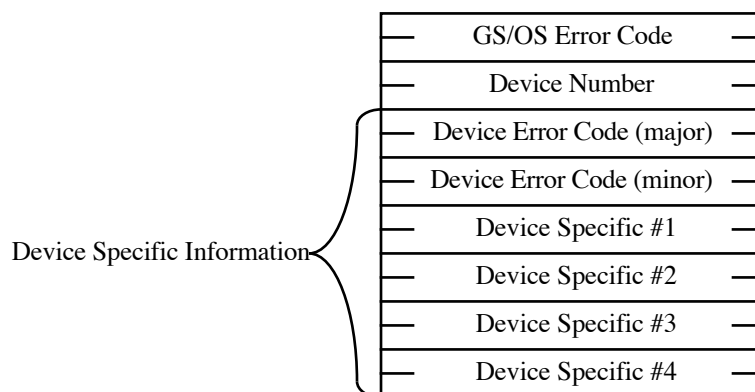 GS/OS Error Code
Device Number
Device Error Code (major)
Device Error Code (minor)
Device Specific Information
Device Specific #1
Device Specific #2
Device Specific #3
Device Specific #4